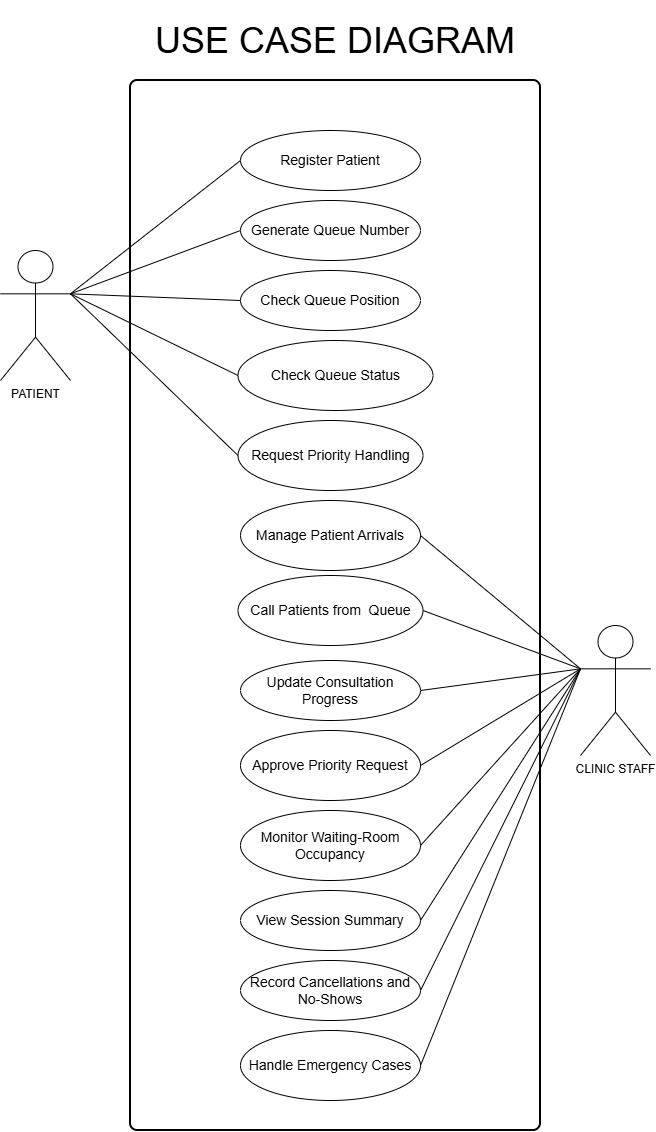 USE CASE DIAGRAM
Register Patient
Generate Queue Number
Check Queue Position
PATIENT
Check Queue Status
Request Priority Handling
Manage Patient Arrivals
Call Patients from  Queue
Update Consultation
Progress
Approve Priority Request
CLINIC STAFF
Monitor Waiting-Room
Occupancy
View Session Summary
Record Cancellations and
No-Shows
Handle Emergency Cases